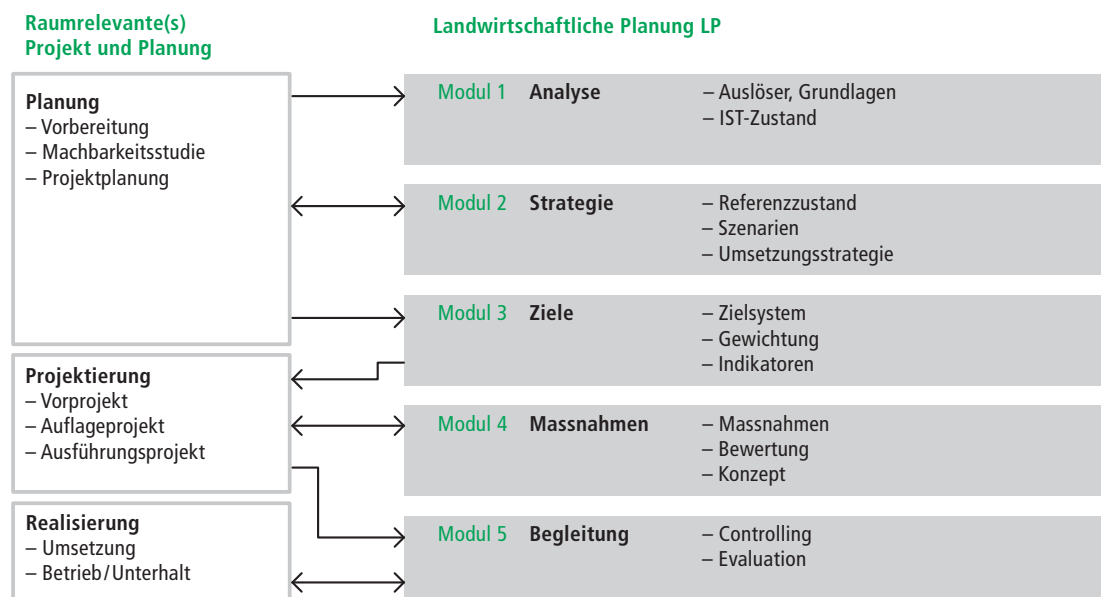 Raumrelevante(s)
Projekt und Planung
Landwirtschaftliche Planung LP
Planung
– Vorbereitung
– Machbarkeitsstudie
– Projektplanung
Projektierung
– Vorprojekt
– Auflageprojekt
– Ausführungsprojekt
Realisierung
– Umsetzung
– Betrieb/Unterhalt
Modul 1 Analyse – Auslöser, Grundlagen
– IST-Zustand
Modul 2 Strategie – Referenzzustand
– Szenarien
– Umsetzungsstrategie
Modul 3 Ziele – Zielsystem
– Gewichtung
– Indikatoren
Modul 4 Massnahmen – Massnahmen
– Bewertung
– Konzept
Modul 5 Begleitung – Controlling
– Evaluation